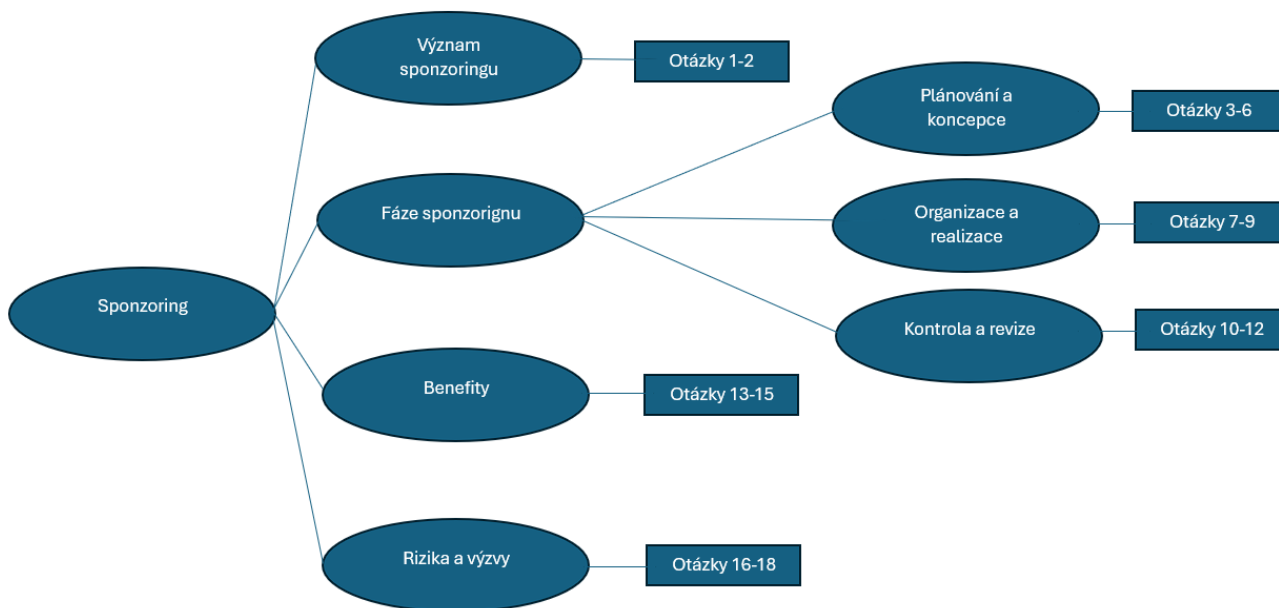 Význam
sponzoringu
Otázky 1-2
Plánování a
koncepce
Otázky 3-6
Fáze sponzorignu
Organizace a
realizace
Otázky 7-9
Sponzoring
Kontrola a revize
Otázky 10-12
Benefity
Otázky 13-15
Rizika a výzvy
Otázky 16-18